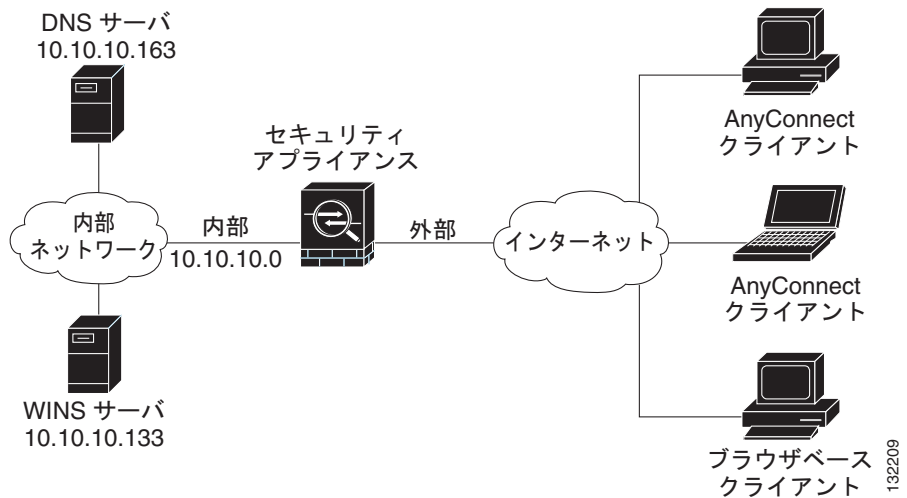 DNS サーバ
10.10.10.163
セキュリティ
アプライアンス
AnyConnect
クライアント
内部
ネットワーク
内部
10.10.10.0
外部
インターネット
AnyConnect
クライアント
WINS サーバ
10.10.10.133
ブラウザベース
クライアント
132209